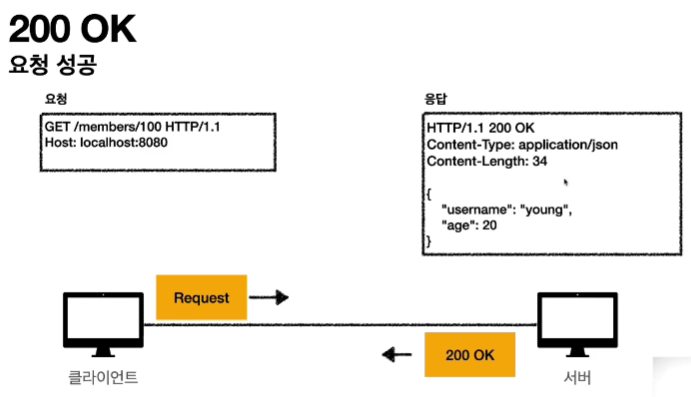 200 OK
요청 성공
요청
GET /members/100 HTTP/1.1
Host: localhost:8080
응답
HTTP/1.1 200 OK
Content-Type: application/json
Content-Length: 34
{
"username": "young",
"age": 20
}
Request
200 OK
클라이언트
서버